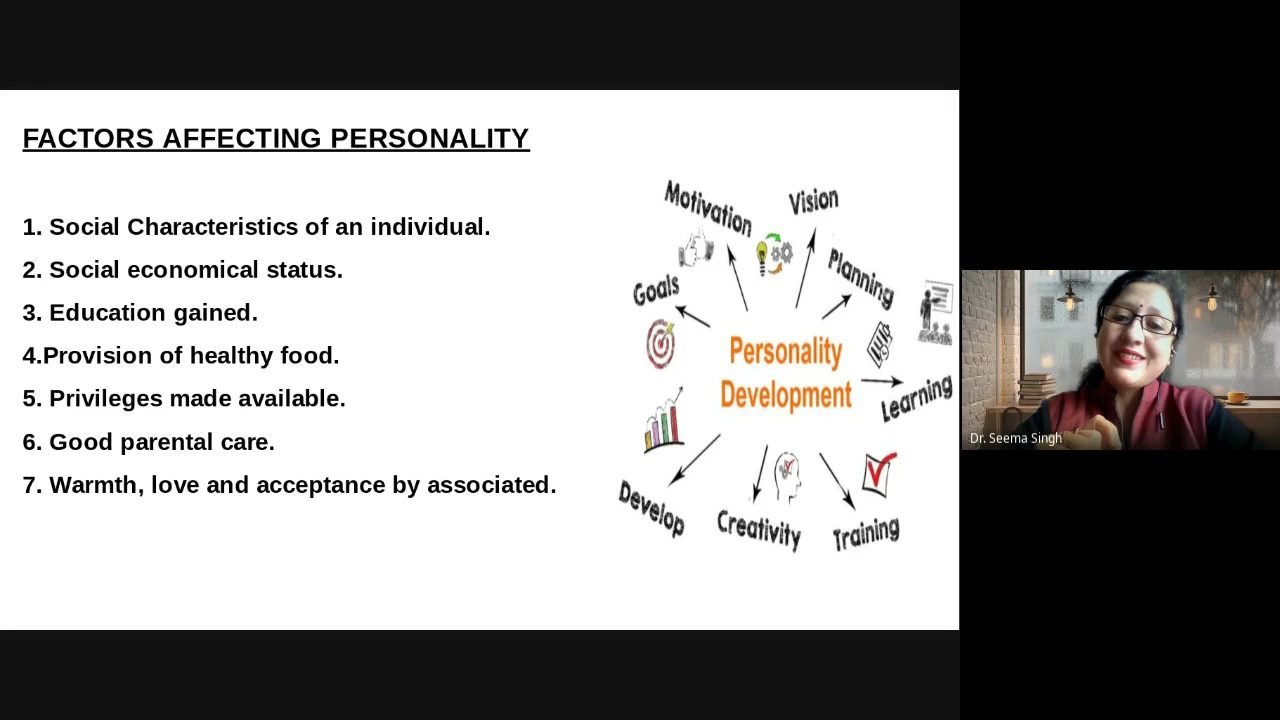 FACTORS AFFECTING PERSONALITY
1. Social Characteristics of an individual.
2. Social economical status.
3. Education gained.
4.Provision of healthy food.
5. Privileges made available.
6. Good parental care.
7. Warmth, love and acceptance by associated.
Motivation
Vision
Planning
Goals
Personality
Development
Learning
Develop
Creativity
Training
Dr. Seema Singh